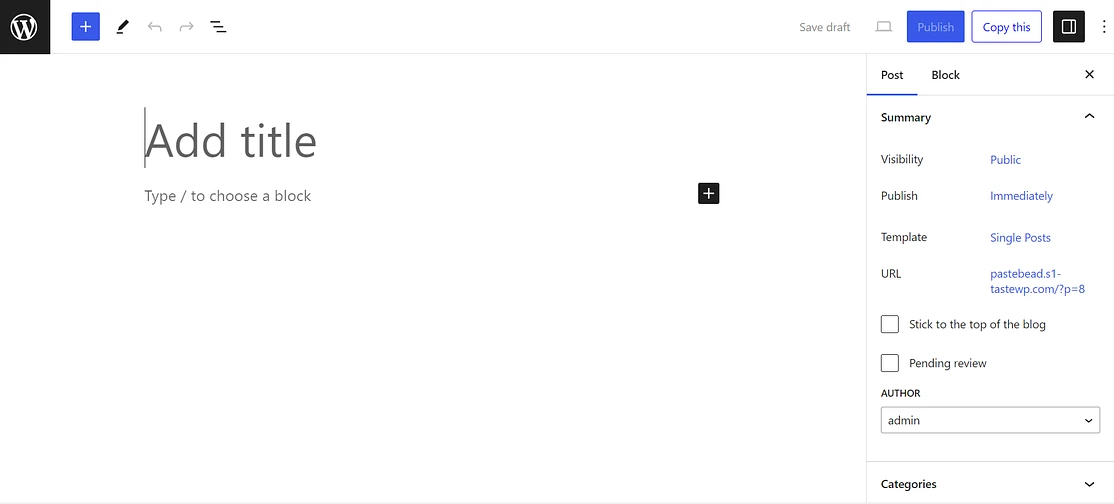 Save draft
Publish
Copy this
Post
Block
Add title
Type / to choose a block
Summary
Visibility
Public
Publish
Immediately
Template
Single Posts
URL
pastebead.s1-
tastewp.com/?p=8
Stick to the top of the blog
Pending review
AUTHOR
admin
Categories